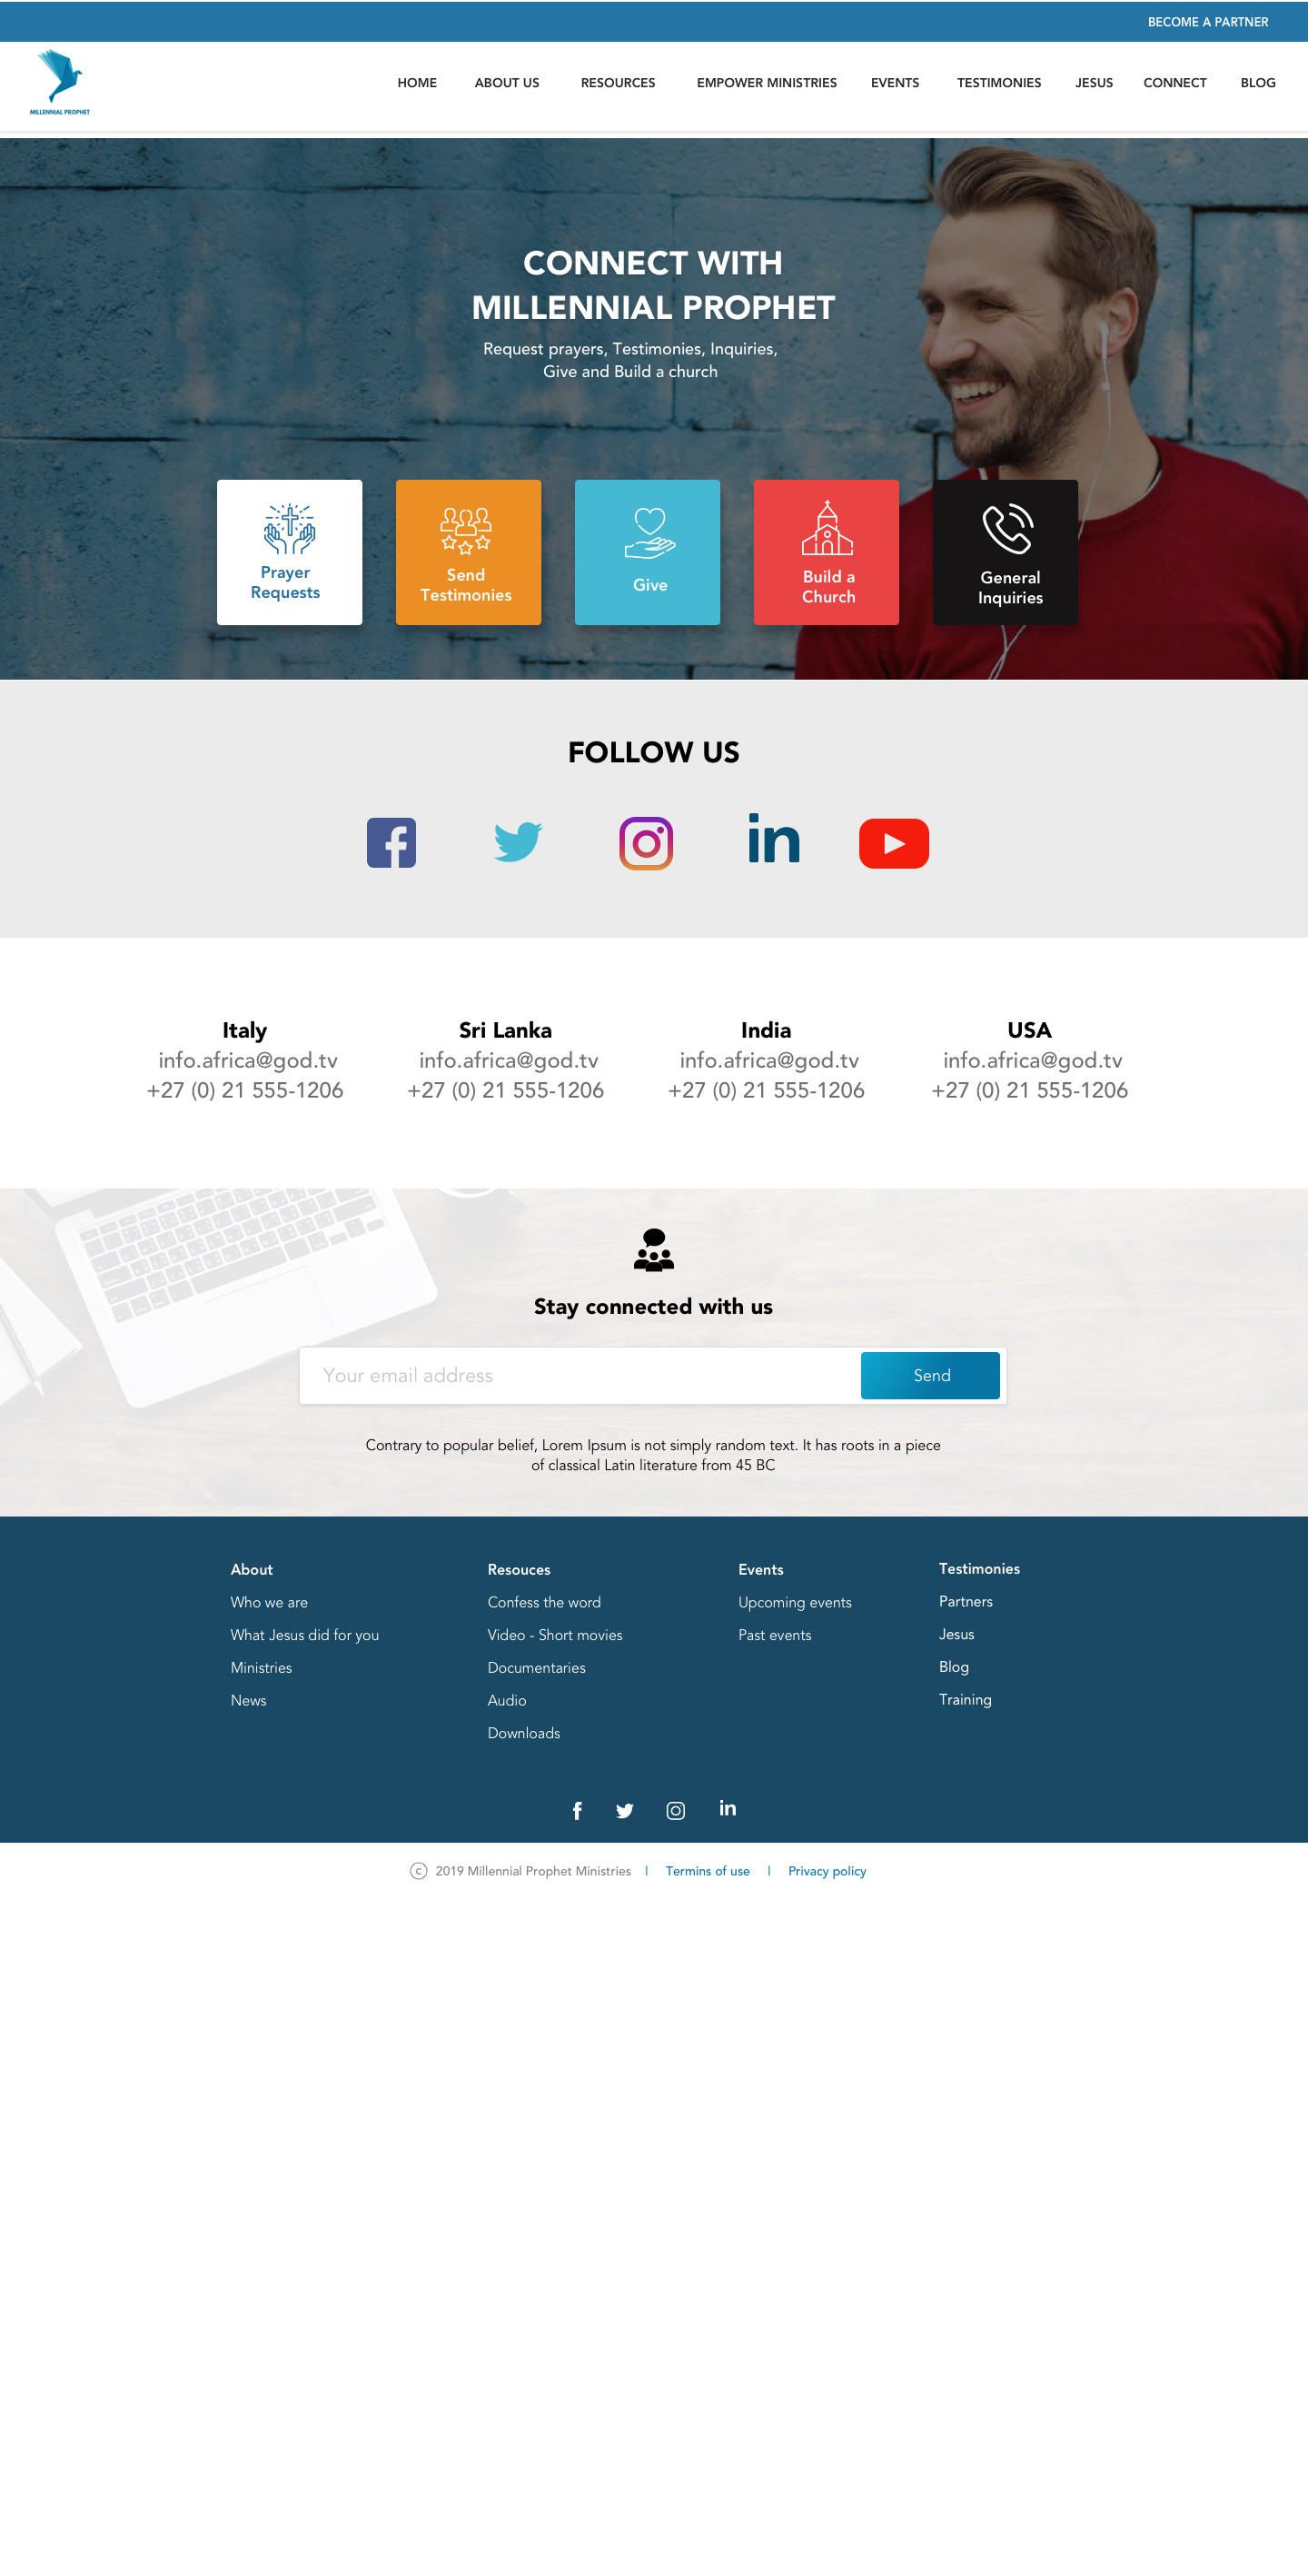 BECOME A PARTNER
MILLENNIAL PROPHET
HOME ABOUT US RESOURCES EMPOWER MINISTRIES EVENTS TESTIMONIES JESUS CONNECT BLOG
CONNECT WITH
MILLENNIAL PROPHET
Request prayers, Testimonies, Inquiries,
Give and Build a church
Prayer
Requests
Send
Testimonies
Give
Build a
Church
General
Inquiries
FOLLOW US
Italy
info.africa@god.tv
+27 (0) 21 555-1206
Sri Lanka
info.africa@god.tv
+27 (0) 21 555-1206
India
info.africa@god.tv
+27 (0) 21 555-1206
USA
info.africa@god.tv
+27 (0) 21 555-1206
Stay connected with us
Your email address
Send
Contrary to popular belief, Lorem Ipsum is not simply random text. It has roots in a piece
of classical Latin literature from 45 BC
About
Who we are
What Jesus did for you
Ministries
News
Resouces
Confess the word
Video - Short movies
Documentaries
Audio
Downloads
Events
Upcoming events
Past events
Testimonies
Partners
Jesus
Blog
Training
© 2019 Millennial Prophet Ministries | Termins of use | Privacy policy